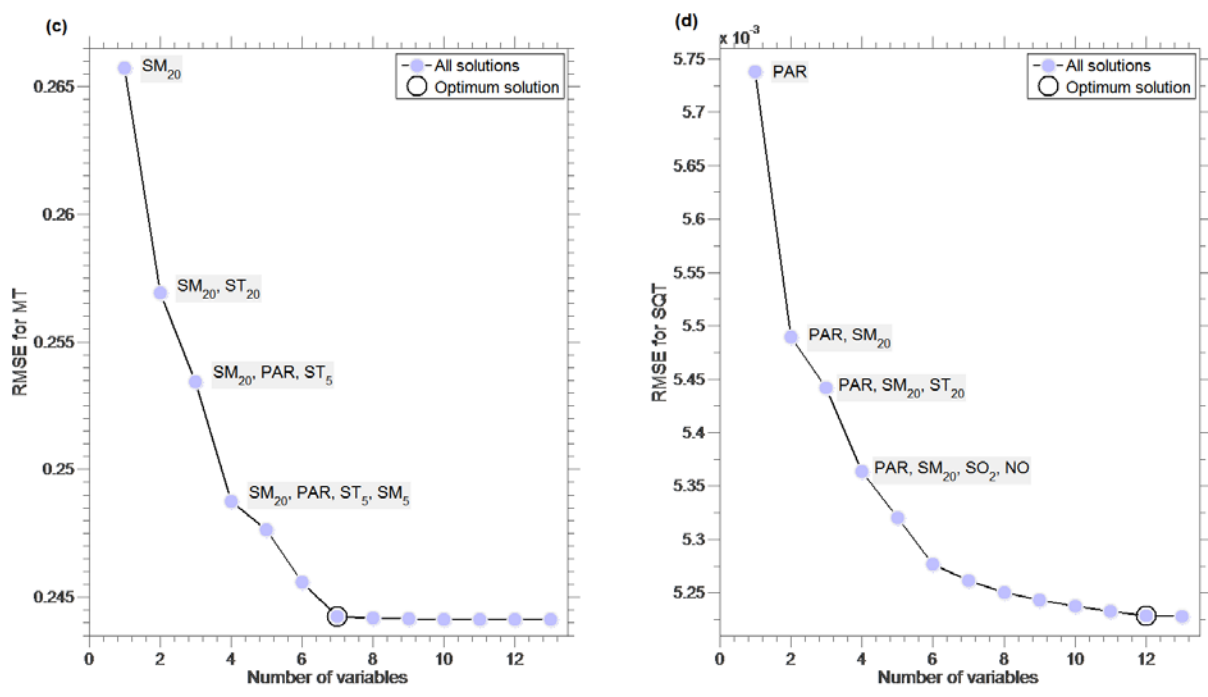 (c)
All solutions
Optimum solution
SM20
SM20, ST20
SM20, PAR, ST5
SM20, PAR, ST5, SM5
0.265
0.26
0.255
0.25
0.245
RMSE for MT
0 2 4 6 8 10 12
Number of variables
(d)
x 10-3
All solutions
Optimum solution
PAR
PAR, SM20
PAR, SM20, ST20
PAR, SM20, SO2, NO
5.75
5.7
5.65
5.6
5.55
5.5
5.45
5.4
5.35
5.3
5.25
RMSE for SQT
0 2 4 6 8 10 12
Number of variables